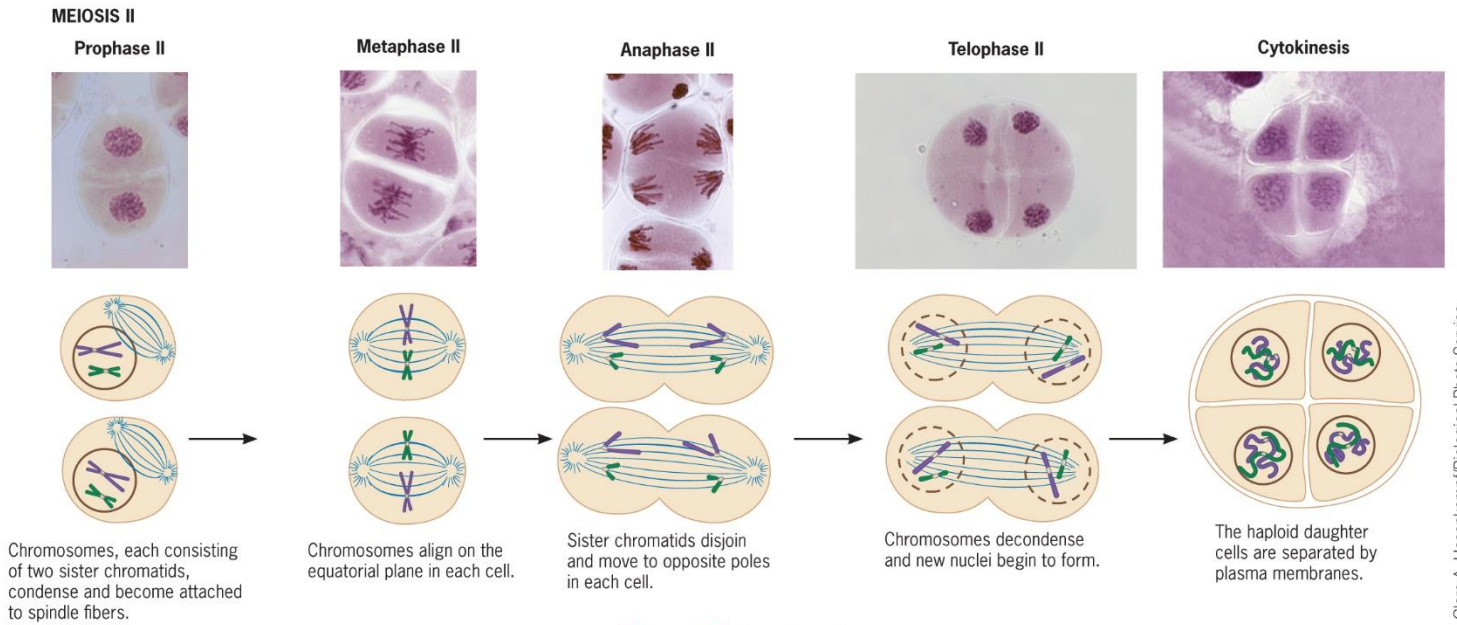 MEIOSIS II
Prophase II
Metaphase II
Anaphase II
Telophase II
Cytokinesis
Chromosomes, each consisting
of two sister chromatids,
condense and become attached
to spindle fibers.
Chromosomes align on the
equatorial plane in each cell.
Sister chromatids disjoin
and move to opposite poles
in each cell.
Chromosomes decondense
and new nuclei begin to form.
The haploid daughter
cells are separated by
plasma membranes.